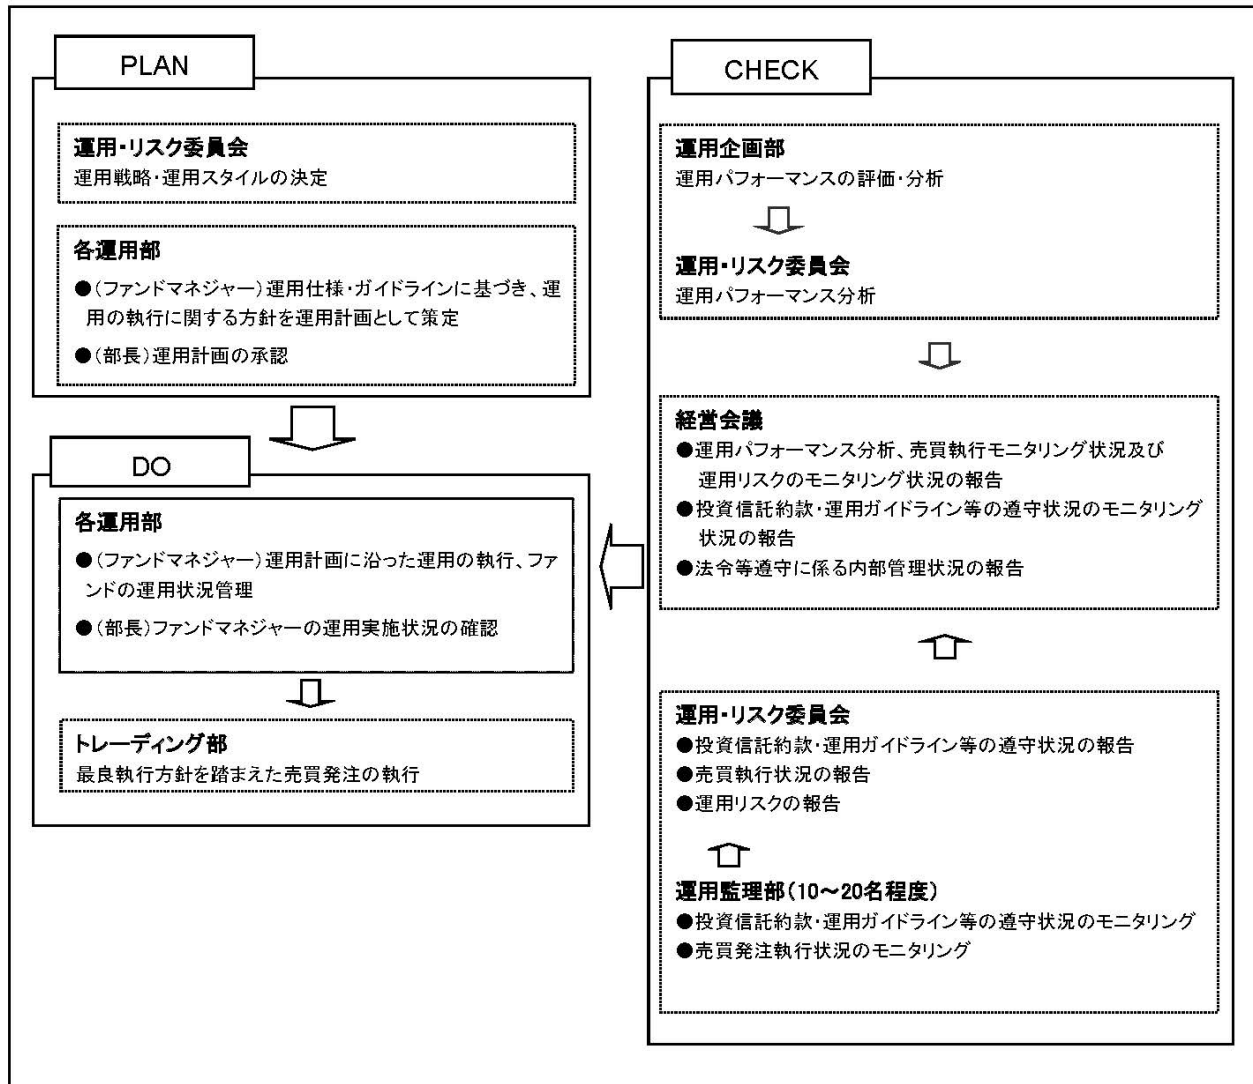 PLAN
運用・リスク委員会
運用戦略・運用スタイルの決定
各運用部
●(ファンドマネジャー)運用仕様・ガイドラインに基づき、運
用の執行に関する方針を運用計画として策定
●(部長)運用計画の承認
DO
各運用部
●(ファンドマネジャー)運用計画に沿った運用の執行、ファ
ンドの運用状況管理
●(部長)ファンドマネジャーの運用実施状況の確認
トレーディング部
最良執行方針を踏まえた売買発注の執行
CHECK
運用企画部
運用パフォーマンスの評価・分析
運用・リスク委員会
運用パフォーマンス分析
経営会議
●運用パフォーマンス分析、売買執行モニタリング状況及び
運用リスクのモニタリング状況の報告
●投資信託約款・運用ガイドライン等の遵守状況のモニタリング
状況の報告
●法令等遵守に係る内部管理状況の報告
運用・リスク委員会
●投資信託約款・運用ガイドライン等の遵守状況の報告
●売買執行状況の報告
●運用リスクの報告
運用監理部(10～20名程度)
●投資信託約款・運用ガイドライン等の遵守状況のモニタリング
●売買発注執行状況のモニタリング